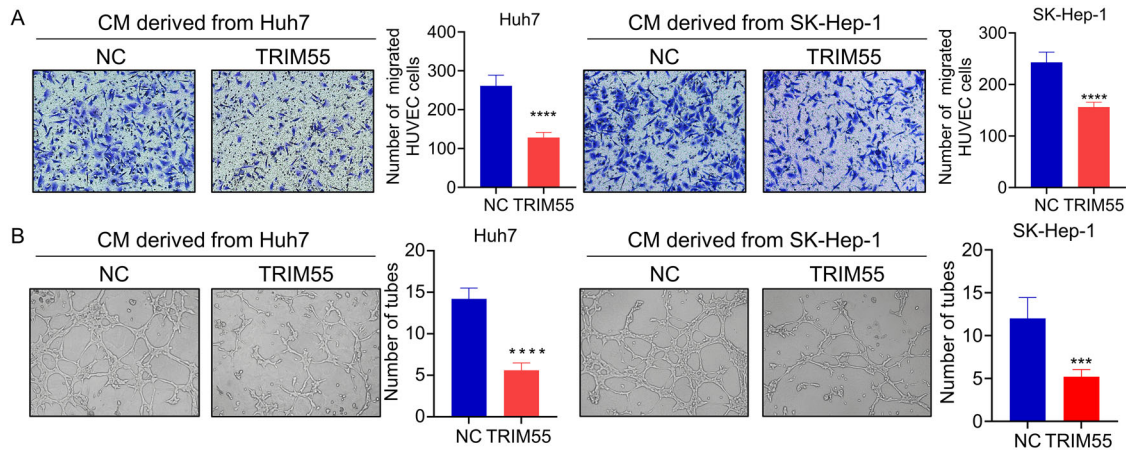 A
CM derived from Huh7
NC
TRIM55
Huh7
Number of migrated
HUVEC cells
400
300
200
100
0
****
NC TRIM55
CM derived from SK-Hep-1
NC
TRIM55
SK-Hep-1
Number of migrated
HUVEC cells
300
200
100
0
****
NC TRIM55
B
CM derived from Huh7
NC
TRIM55
Huh7
Number of tubes
20
15
10
5
0
****
NC TRIM55
CM derived from SK-Hep-1
NC
TRIM55
SK-Hep-1
Number of tubes
20
15
10
5
0
***
NC TRIM55